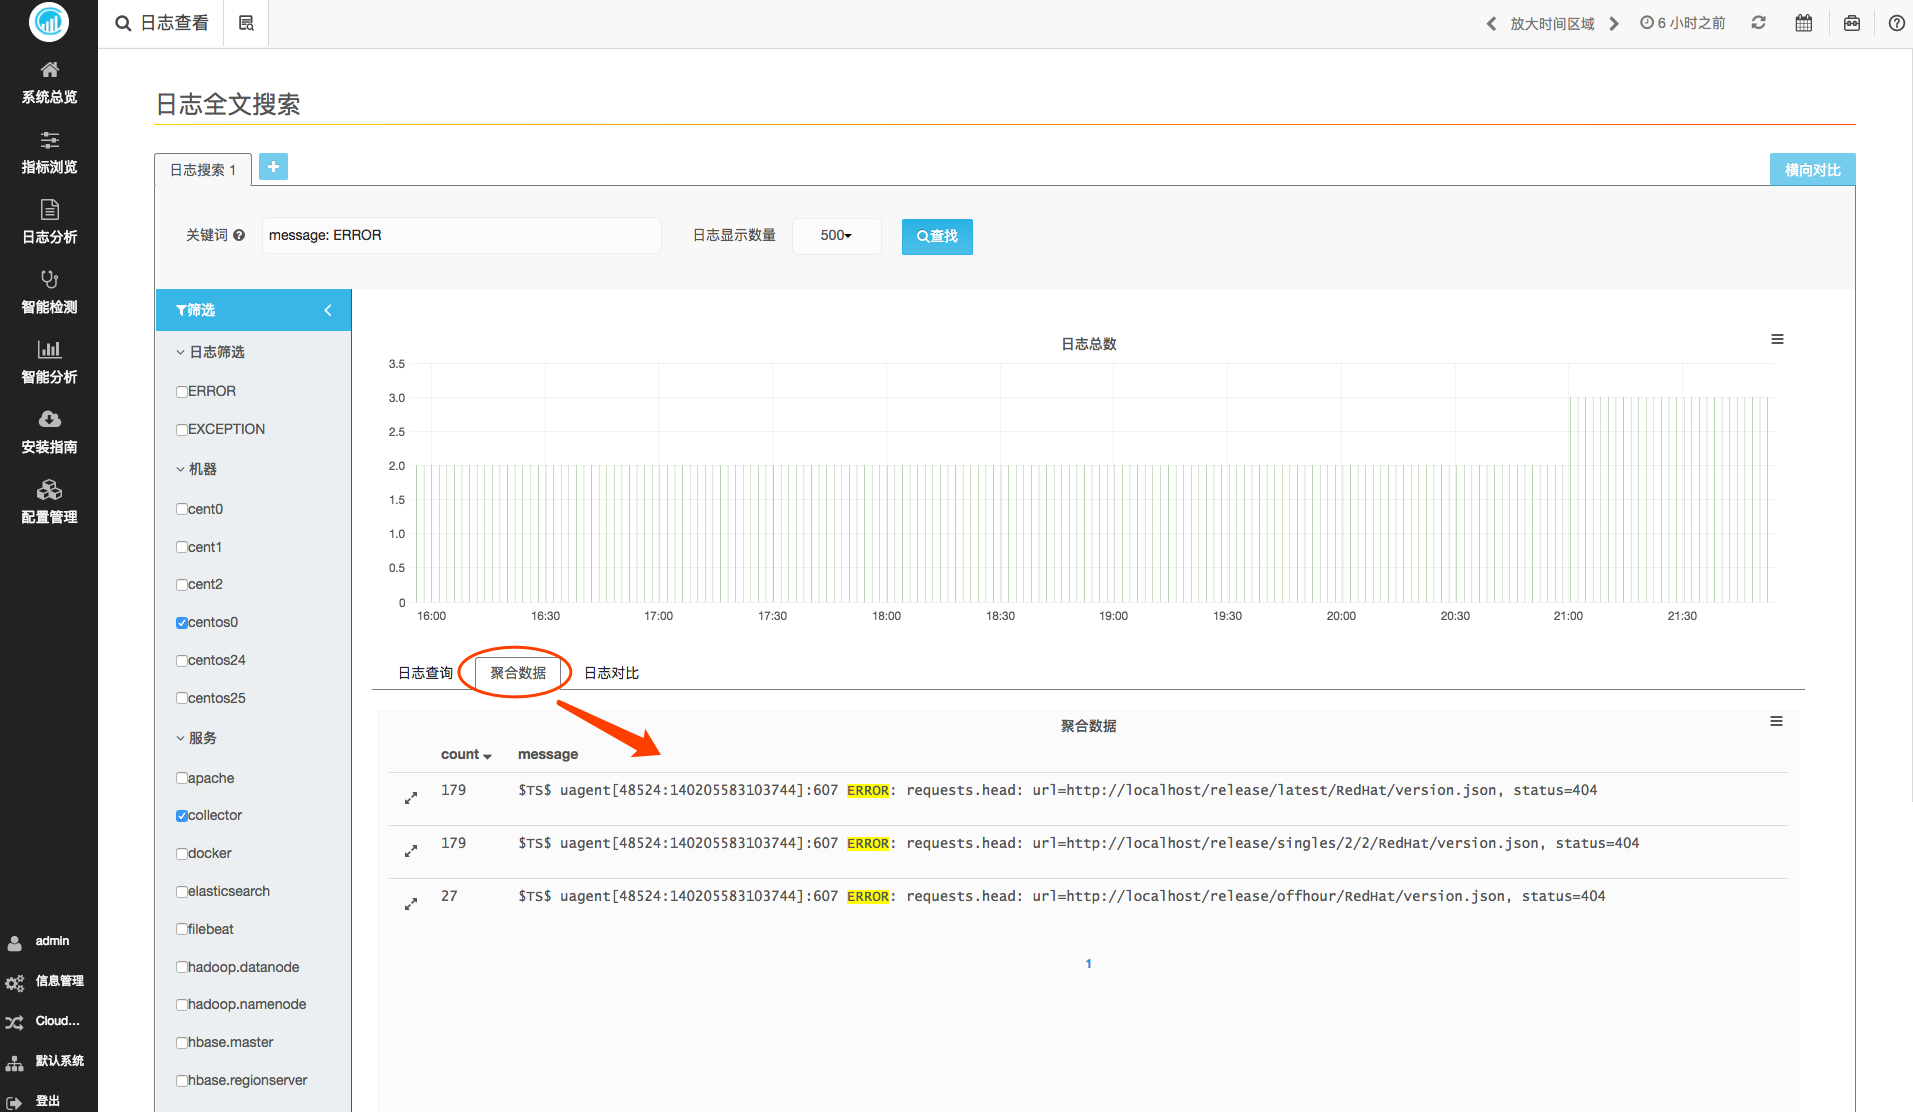 日志查看
放大时间区域
6 小时之前
系统总览
指标浏览
日志分析
智能检测
智能分析
安装指南
配置管理
admin
信息管理
Cloud...
默认系统
登出
日志全文搜索
日志搜索 1
横向对比
关键词
message: ERROR
日志显示数量
500
查找
筛选
日志筛选
ERROR
EXCEPTION
机器
cent0
cent1
cent2
centos0
centos24
centos25
服务
apache
collector
docker
elasticsearch
filebeat
hadoop.datanode
hadoop.namenode
hbase.master
hbase.regionserver
日志总数
3.5
3.0
2.5
2.0
1.5
1.0
0.5
0
16:00 16:30 17:00 17:30 18:00 18:30 19:00 19:30 20:00 20:30 21:00 21:30
日志查询 聚合数据 日志对比
聚合数据
count message
179 $TS$ uagent[48524:140205583103744]:607 ERROR: requests.head: url=http://localhost/release/latest/RedHat/version.json, status=404
179 $TS$ uagent[48524:140205583103744]:607 ERROR: requests.head: url=http://localhost/release/singles/2/2/RedHat/version.json, status=404
27 $TS$ uagent[48524:140205583103744]:607 ERROR: requests.head: url=http://localhost/release/offhour/RedHat/version.json, status=404
1